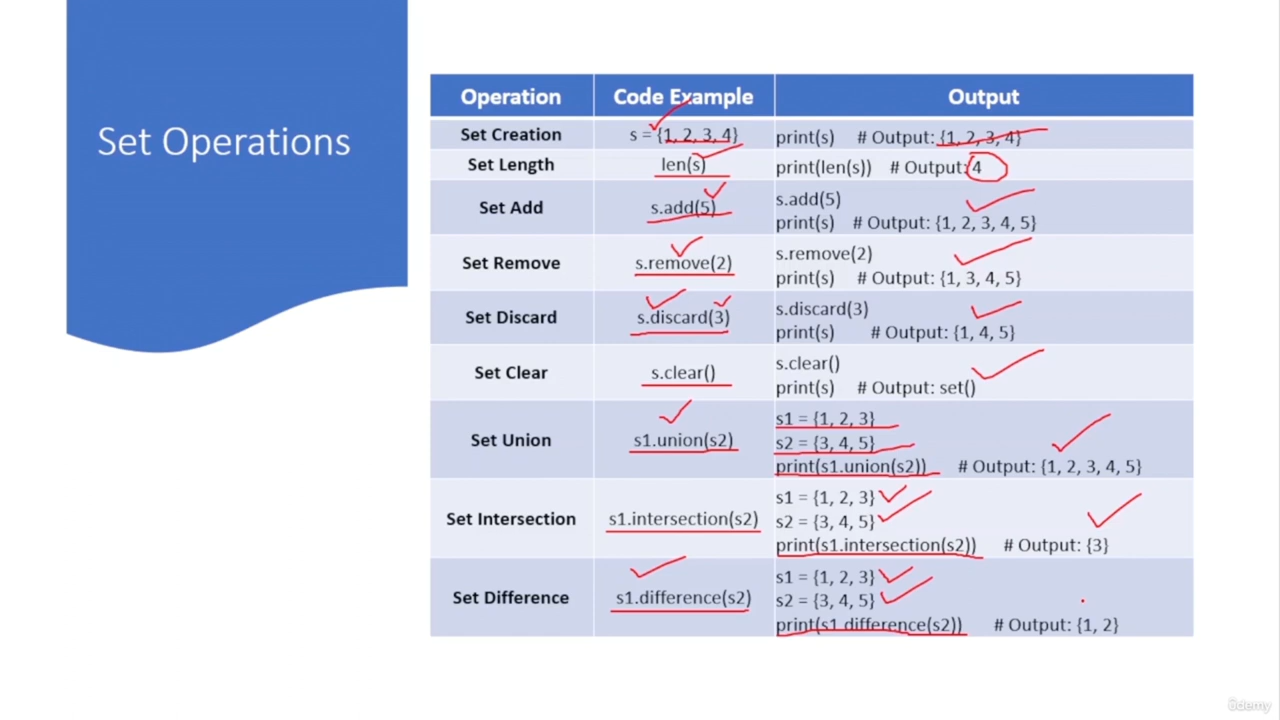 Set Operations
Operation Code Example Output
Set Creation s = {1, 2, 3, 4} print(s) # Output: {1, 2, 3, 4}
Set Length len(s) print(len(s)) # Output: 4
Set Add s.add(5) s.add(5)
print(s) # Output: {1, 2, 3, 4, 5}
Set Remove s.remove(2) s.remove(2)
print(s) # Output: {1, 3, 4, 5}
Set Discard s.discard(3) s.discard(3)
print(s) # Output: {1, 4, 5}
Set Clear s.clear() s.clear()
print(s) # Output: set()
Set Union s1.union(s2) s1 = {1, 2, 3}
s2 = {3, 4, 5}
print(s1.union(s2)) # Output: {1, 2, 3, 4, 5}
Set Intersection s1.intersection(s2) s1 = {1, 2, 3}
s2 = {3, 4, 5}
print(s1.intersection(s2)) # Output: {3}
Set Difference s1.difference(s2) s1 = {1, 2, 3}
s2 = {3, 4, 5}
print(s1.difference(s2)) # Output: {1, 2}
ûdemy